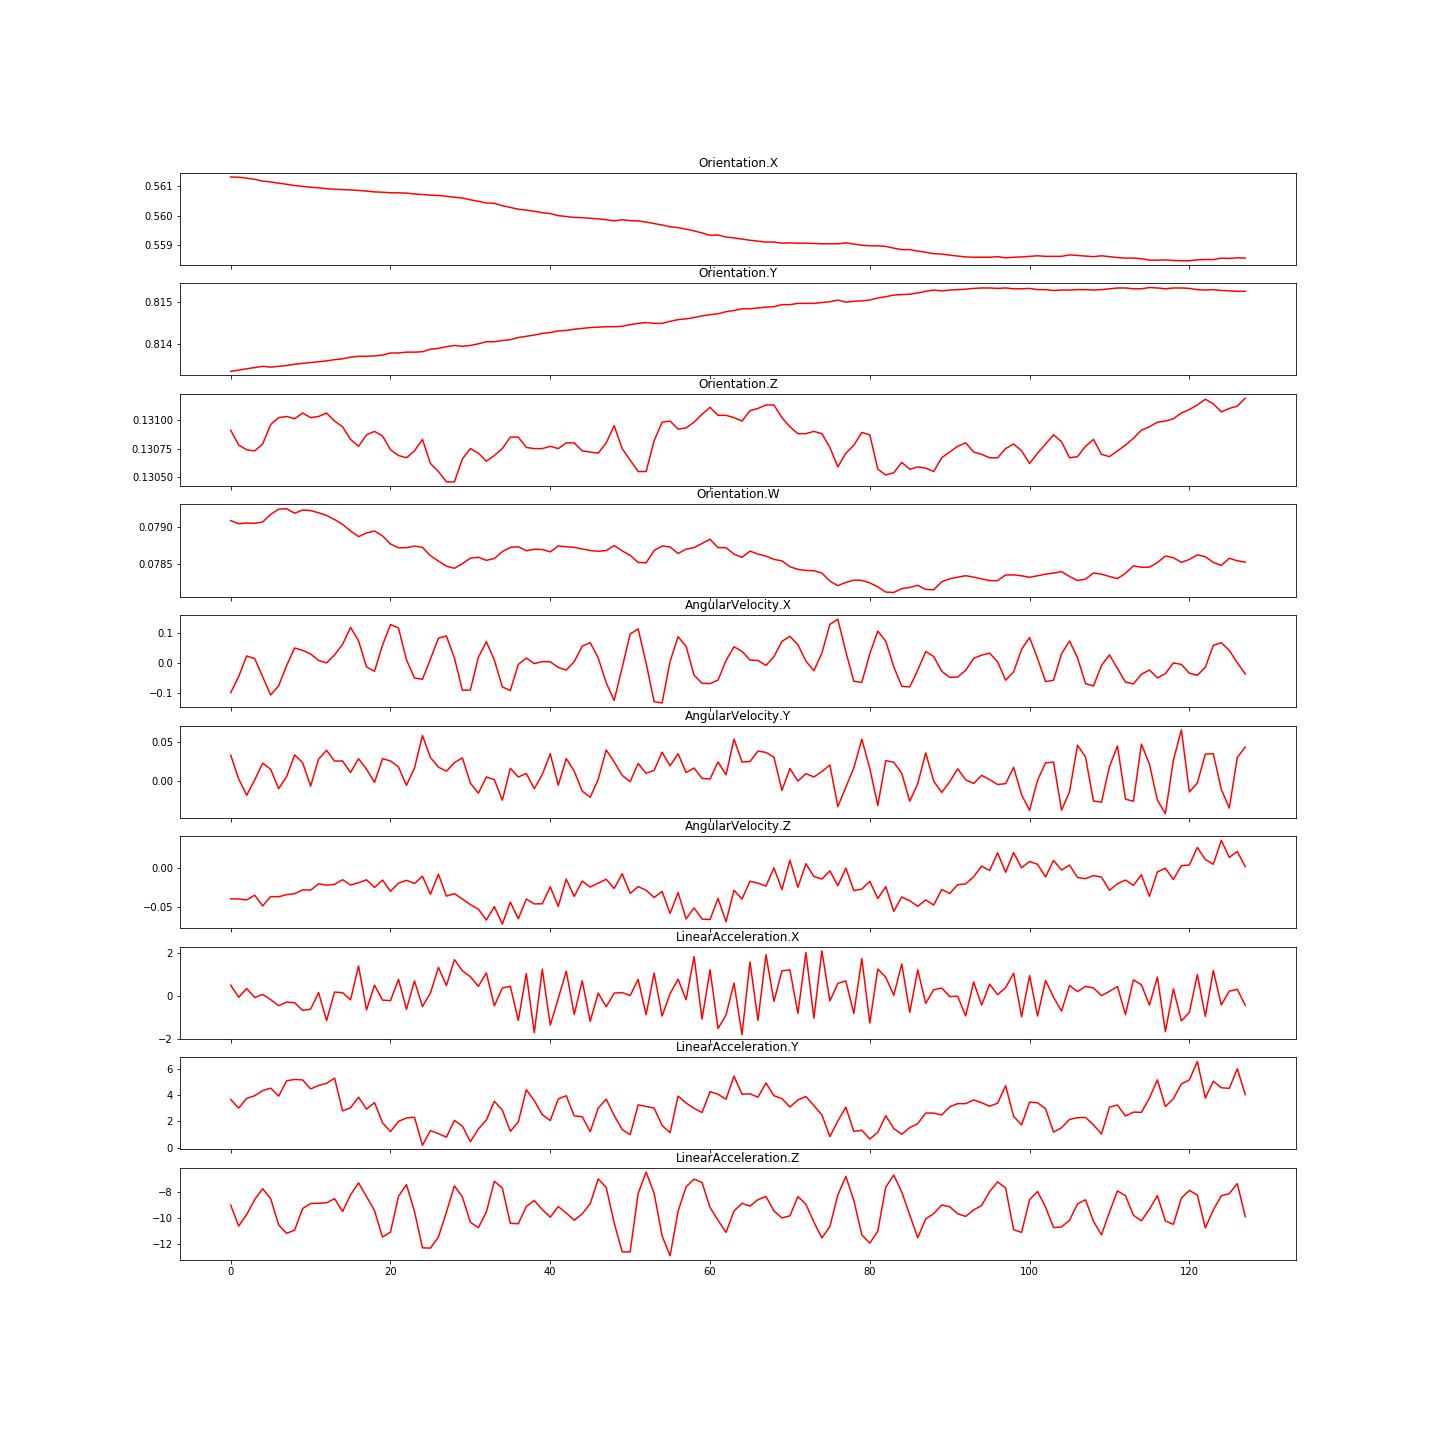 Orientation.X
0.561
0.560
0.559
Orientation.Y
0.815
0.814
Orientation.Z
0.13100
0.13075
0.13050
Orientation.W
0.0790
0.0785
AngularVelocity.X
0.1
0.0
−0.1
AngularVelocity.Y
0.05
0.00
AngularVelocity.Z
0.00
−0.05
LinearAcceleration.X
2
0
−2
LinearAcceleration.Y
6
4
2
0
LinearAcceleration.Z
−8
−10
−12
0 20 40 60 80 100 120